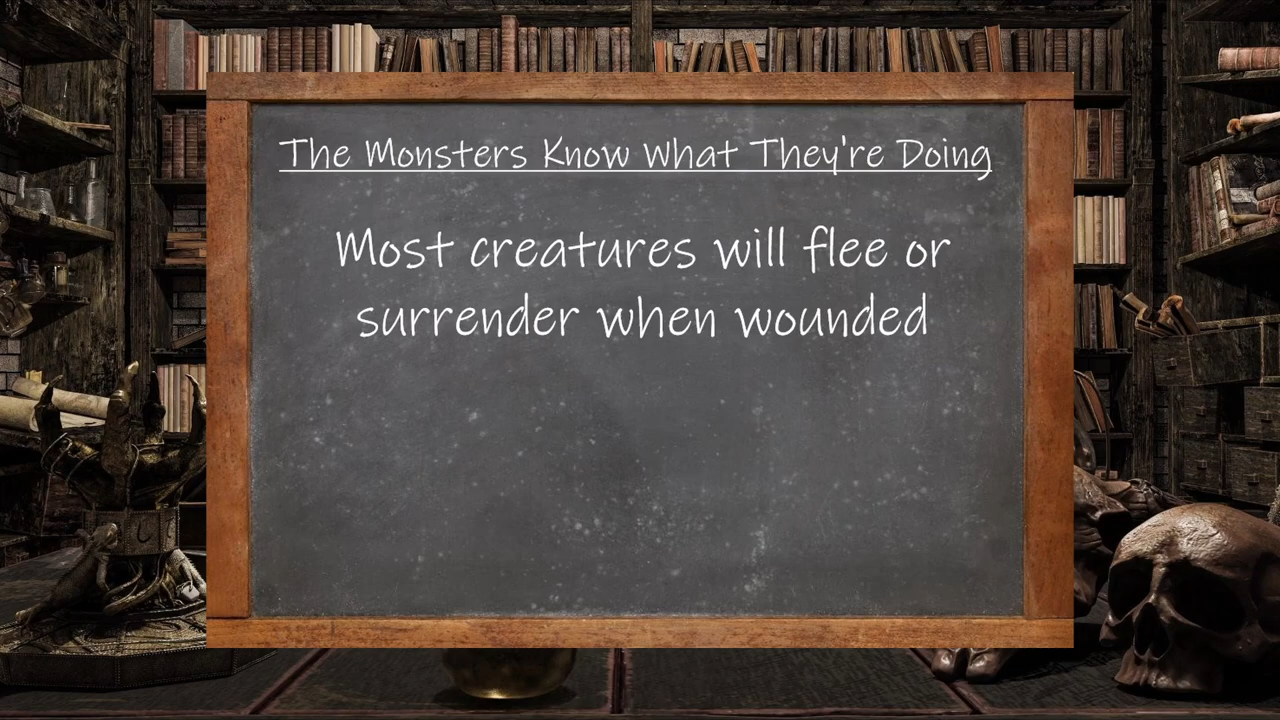 The Monsters Know What They're Doing
Most creatures will flee or
surrender when wounded